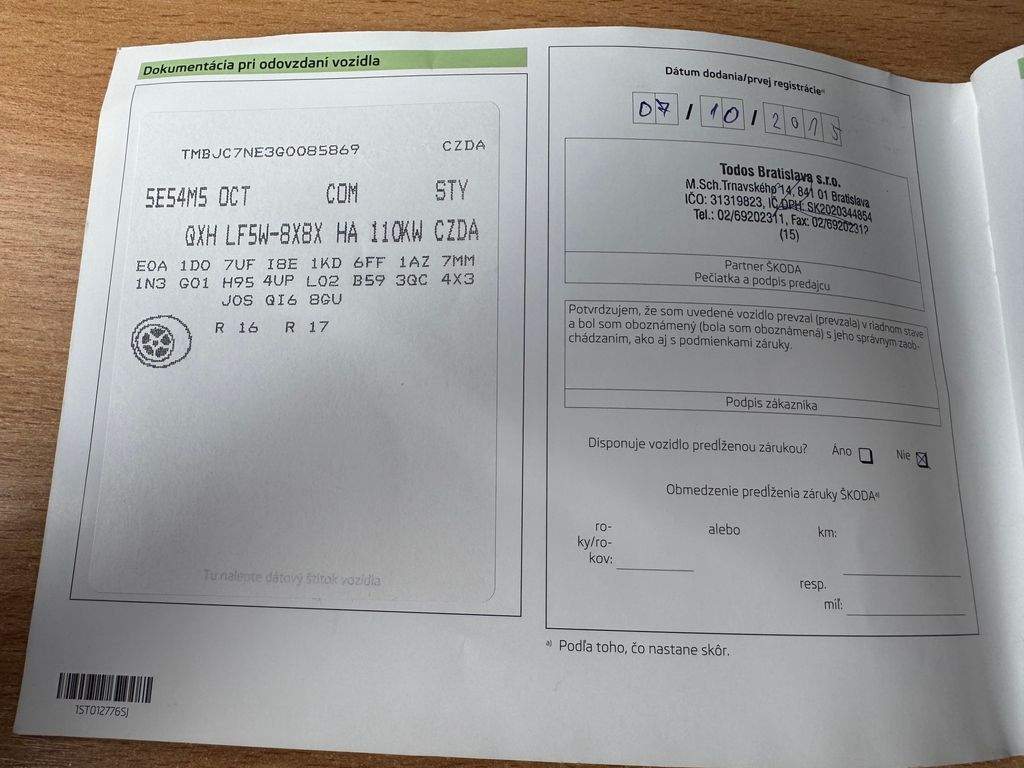 Dokumentácia pri odovzdaní vozidla
TMBJC7NE3G0085869 CZDA
5E54M5 OCT COM STY
QXH LF5W-8X8X HA 110KW CZDA
E0A 1D0 7UF I8E 1KD 6FF 1AZ 7MM
1N3 G01 H95 4UP L02 B59 3QC 4X3
J0S QI6 8GU
R 16 R 17
Tu nalepte dátový štítok vozidla
1ST012776SJ
Dátum dodania/prvej registrácie a)
07 / 10 / 2015
Todos Bratislava s.r.o.
M.Sch.Trnavského 14, 841 01 Bratislava
IČO: 31319823, IČ DPH: SK2020344854
Tel.: 02/69202311, Fax: 02/69202312
(15)
Partner ŠKODA
Pečiatka a podpis predajcu
Potvrdzujem, že som uvedené vozidlo prevzal (prevzala) v riadnom stave
a bol som oboznámený (bola som oboznámená) s jeho správnym zaob-
chádzaním, ako aj s podmienkami záruky.
Podpis zákazníka
Disponuje vozidlo predĺženou zárukou? Áno Nie
Obmedzenie predĺženia záruky ŠKODA a)
ro-
ky/ro-
kov:
alebo
km:
resp.
míľ:
a) Podľa toho, čo nastane skôr.